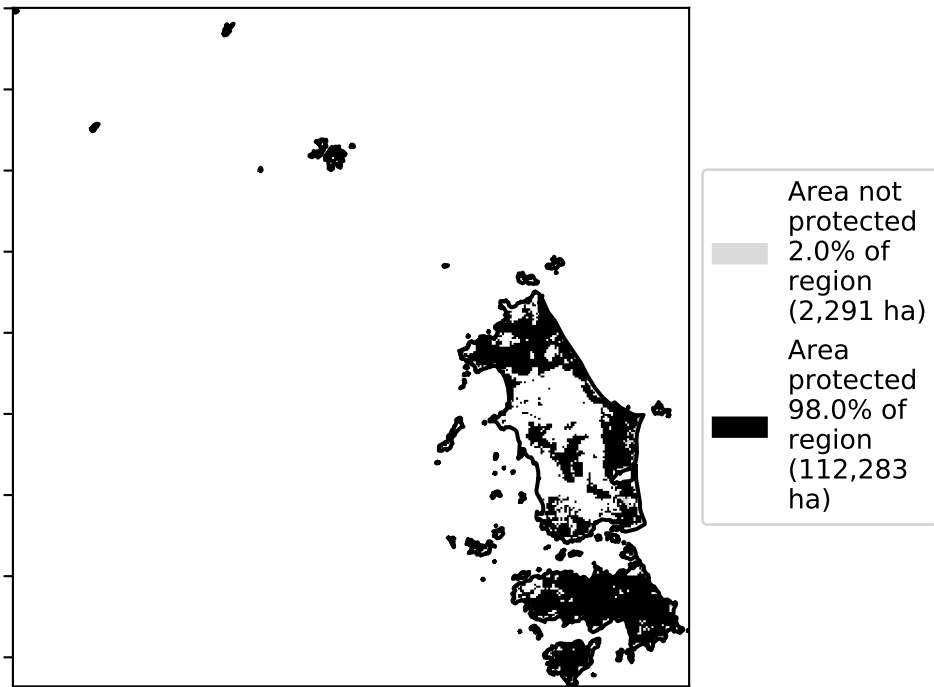 Area not
protected
2.0% of
region
(2,291 ha)
Area
protected
98.0% of
region
(112,283
ha)